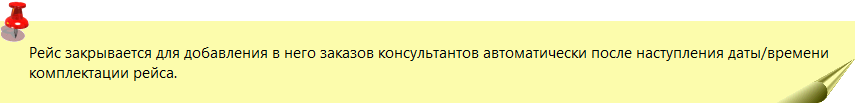 Рейс закрывается для добавления в него заказов консультантов автоматически после наступления даты/времени
комплектации рейса.